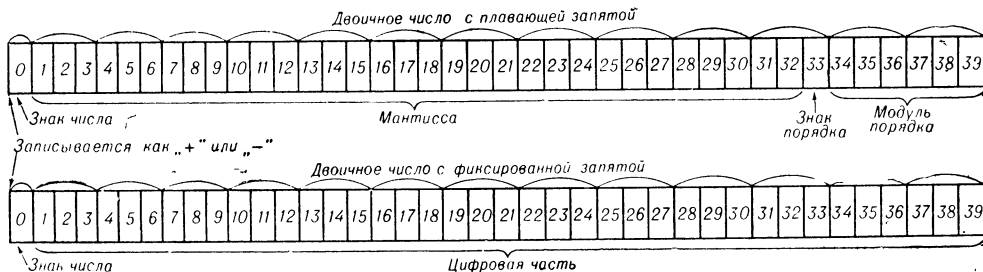 Двоичное число с плавающей запятой
0 1 2 3 4 5 6 7 8 9 10 11 12 13 14 15 16 17 18 19 20 21 22 23 24 25 26 27 28 29 30 31 32 33 34 35 36 37 38 39
Знак числа Мантисса Знак порядка Модуль порядка
Записывается как „+" или „—"
Двоичное число с фиксированной запятой
0 1 2 3 4 5 6 7 8 9 10 11 12 13 14 15 16 17 18 19 20 21 22 23 24 25 26 27 28 29 30 31 32 33 34 35 36 37 38 39
Знак числа Цифровая часть